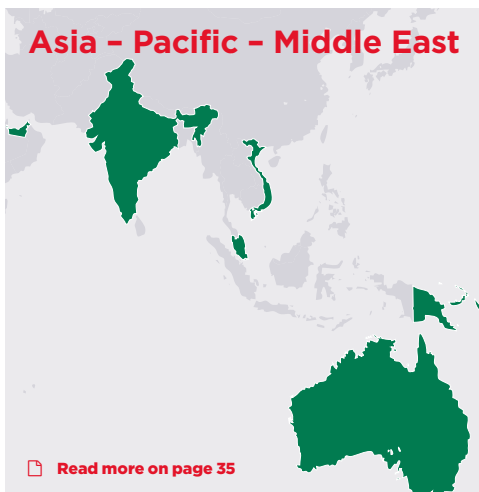 Asia – Pacific – Middle East
Read more on page 35